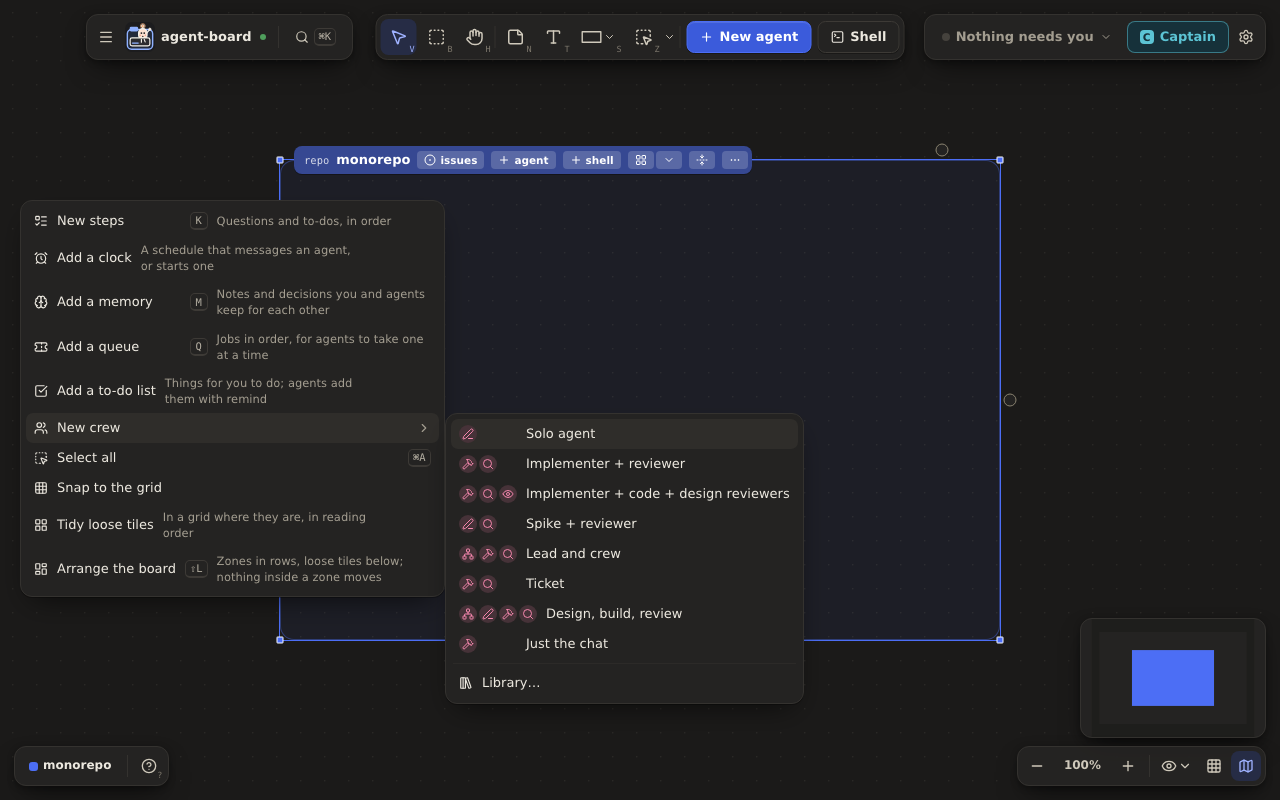 agent-board
⌘K
V
B
H
N
T
S
Z
New agent
Shell
Nothing needs you
C Captain
repo monorepo
issues
agent
shell
New steps K Questions and to-dos, in order
Add a clock A schedule that messages an agent,
or starts one
Add a memory M Notes and decisions you and agents
keep for each other
Add a queue Q Jobs in order, for agents to take one
at a time
Add a to-do list Things for you to do; agents add
them with remind
New crew
Select all ⌘A
Snap to the grid
Tidy loose tiles In a grid where they are, in reading
order
Arrange the board ⇧L Zones in rows, loose tiles below;
nothing inside a zone moves
Solo agent
Implementer + reviewer
Implementer + code + design reviewers
Spike + reviewer
Lead and crew
Ticket
Design, build, review
Just the chat
Library…
monorepo
?
100%